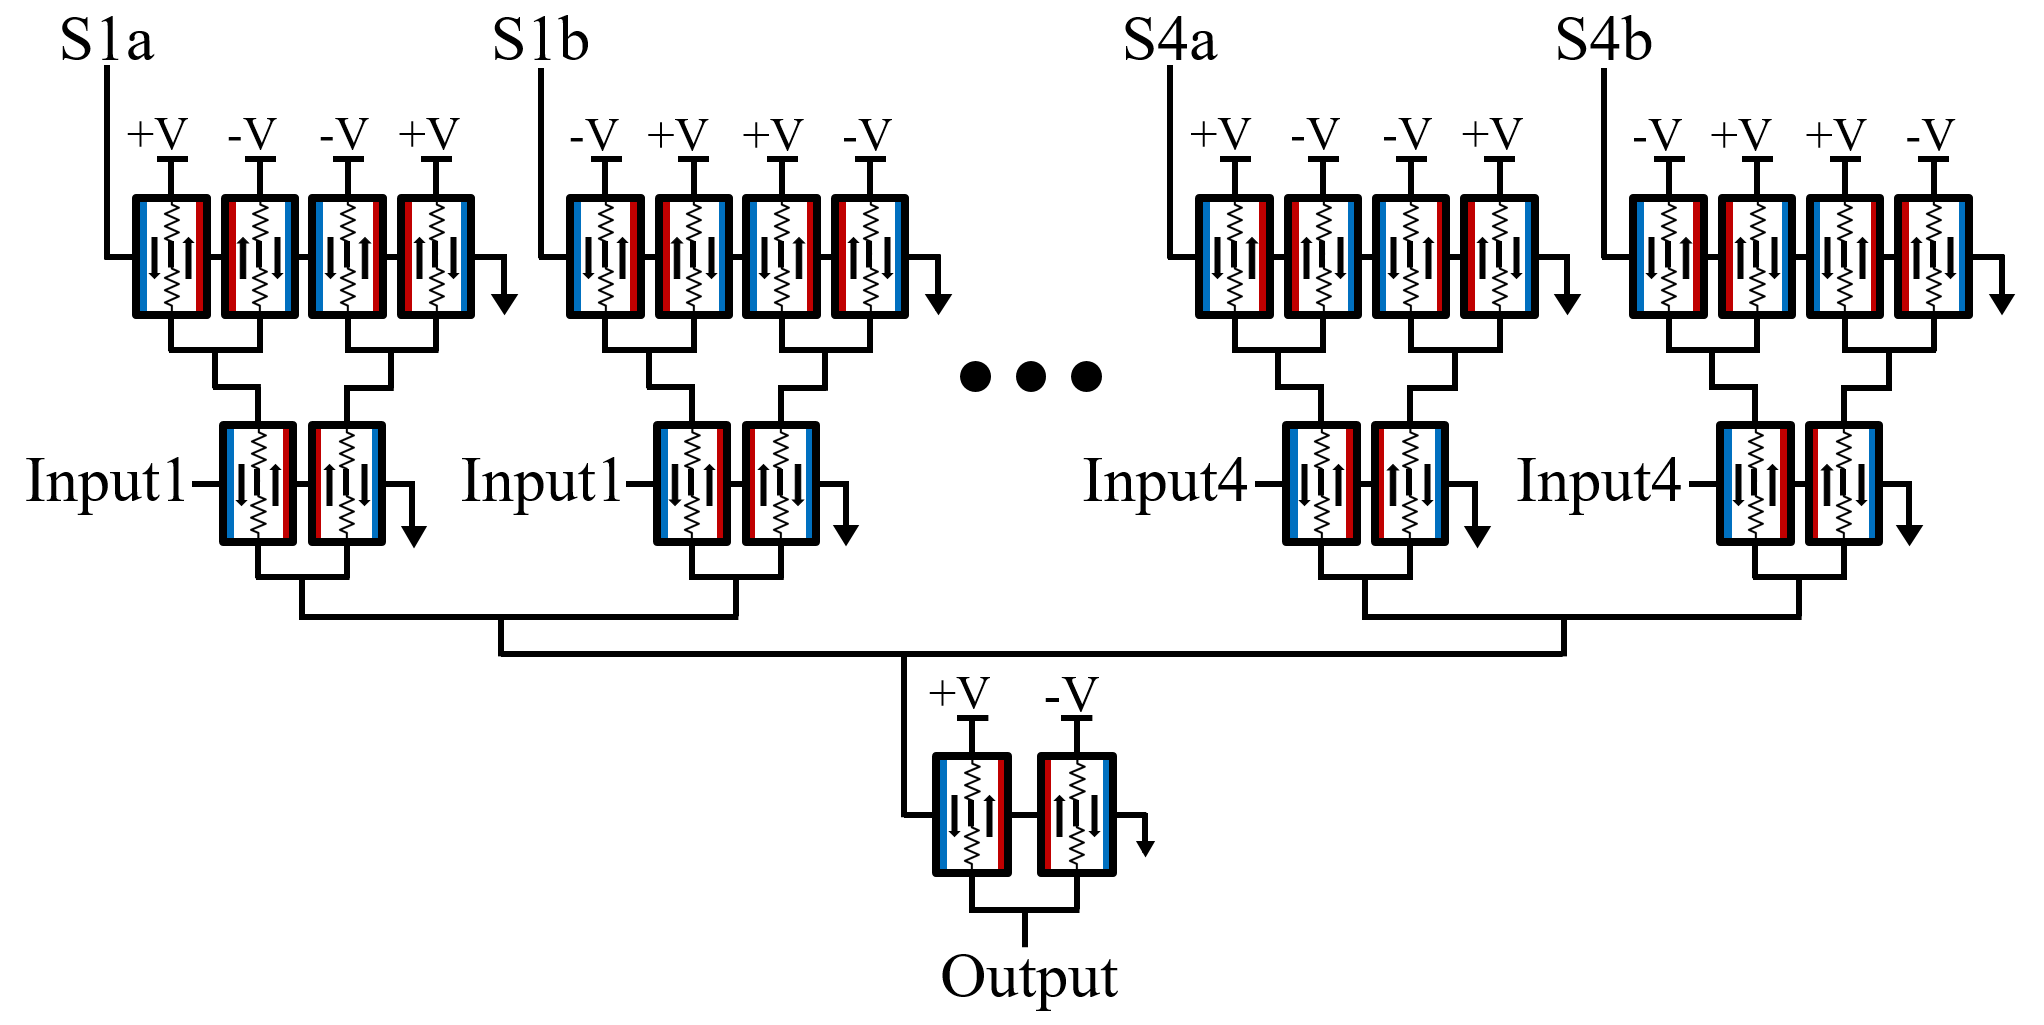 S1a S1b S4a S4b
+V -V -V +V -V +V +V -V +V -V -V +V -V +V +V -V
Input1 Input1 Input4 Input4
+V -V
Output